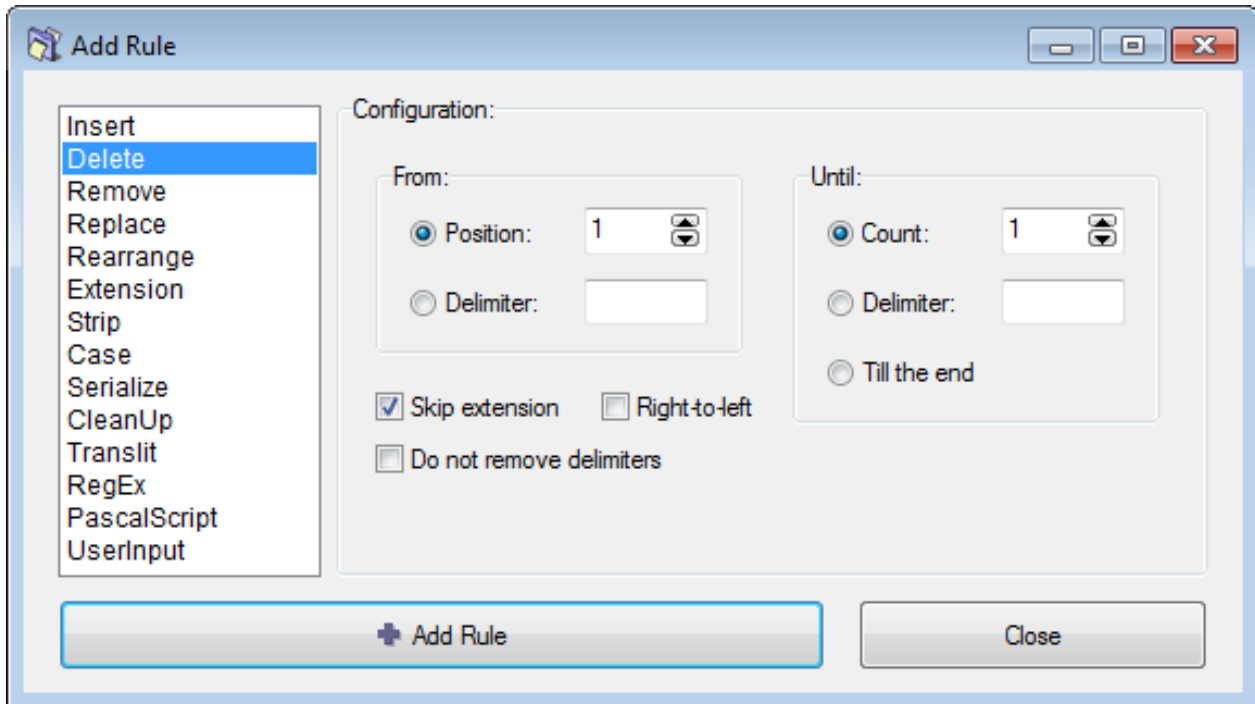 Add Rule
Insert
Delete
Remove
Replace
Rearrange
Extension
Strip
Case
Serialize
CleanUp
Translit
RegEx
PascalScript
UserInput
Configuration:
From:
Position: 1
Delimiter:
Until:
Count: 1
Delimiter:
Till the end
Skip extension Right-to-left
Do not remove delimiters
Add Rule Close